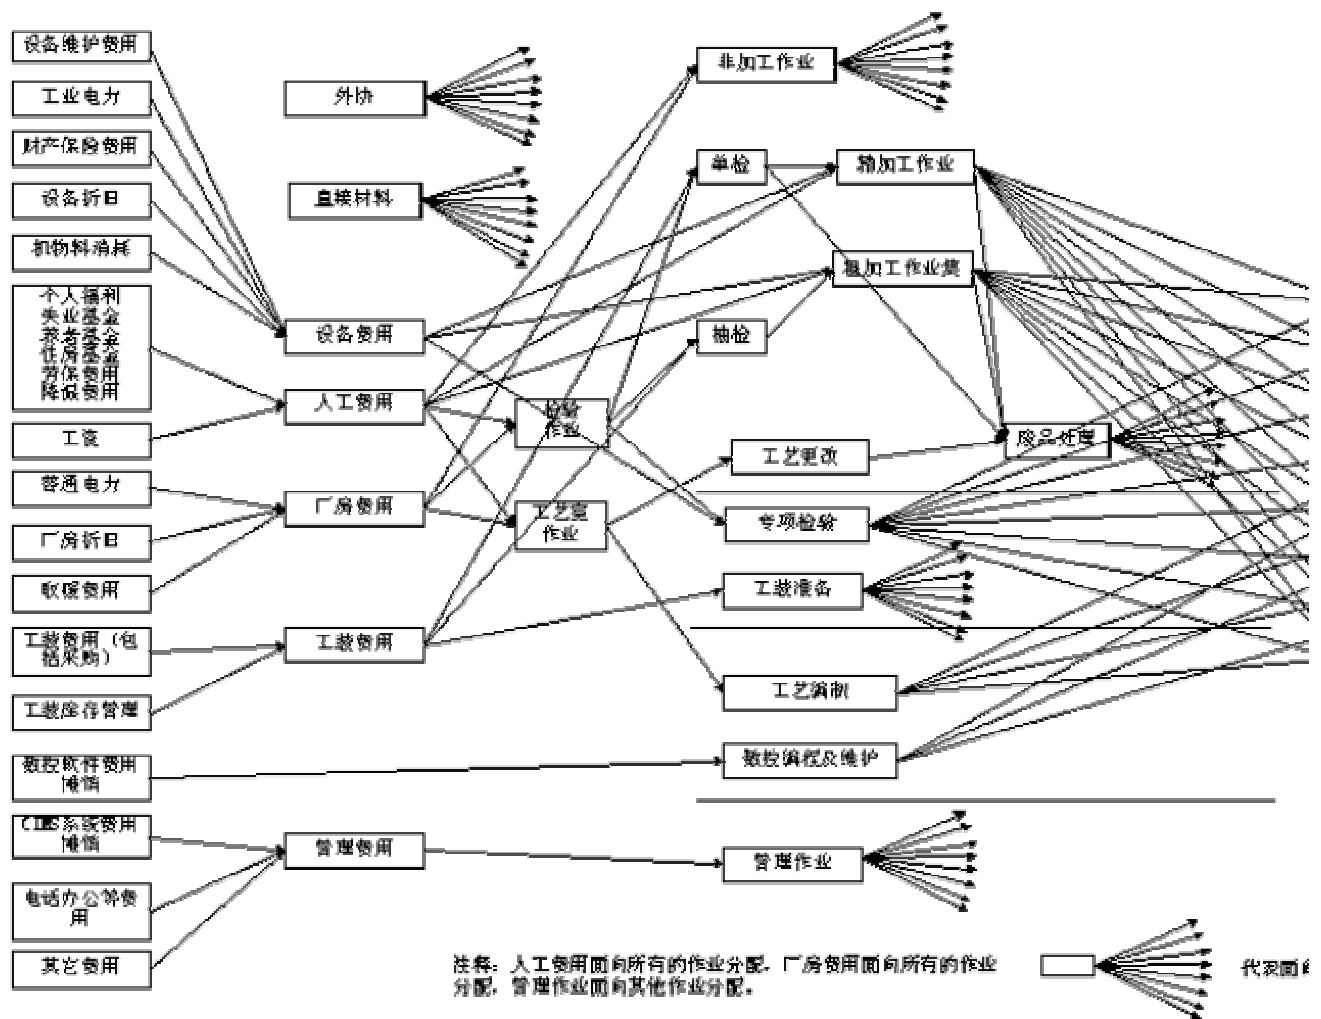 设备维护费用
工业电力
财产保险费用
设备折旧
机物料消耗
个人福利
失业基金
养老基金
住房基金
劳保费用
降低费用
工资
普通电力
厂房折旧
取暖费用
工装费用（包
括采购）
工装库存管理
数控软件费用
摊销
CIMS系统费用
摊销
电话办公等费
用
其它费用
外协
直接材料
设备费用
人工费用
厂房费用
工装费用
管理费用
检验
作业
工艺室
作业
非加工作业
单检
精加工作业
粗加工作业集
抽检
工艺更改
废品处理
专项检验
工装准备
工艺编制
数控编程及维护
管理作业
注释：人工费用面向所有的作业分配，厂房费用面向所有的作业
分配，管理作业面向其他作业分配。
代表面向